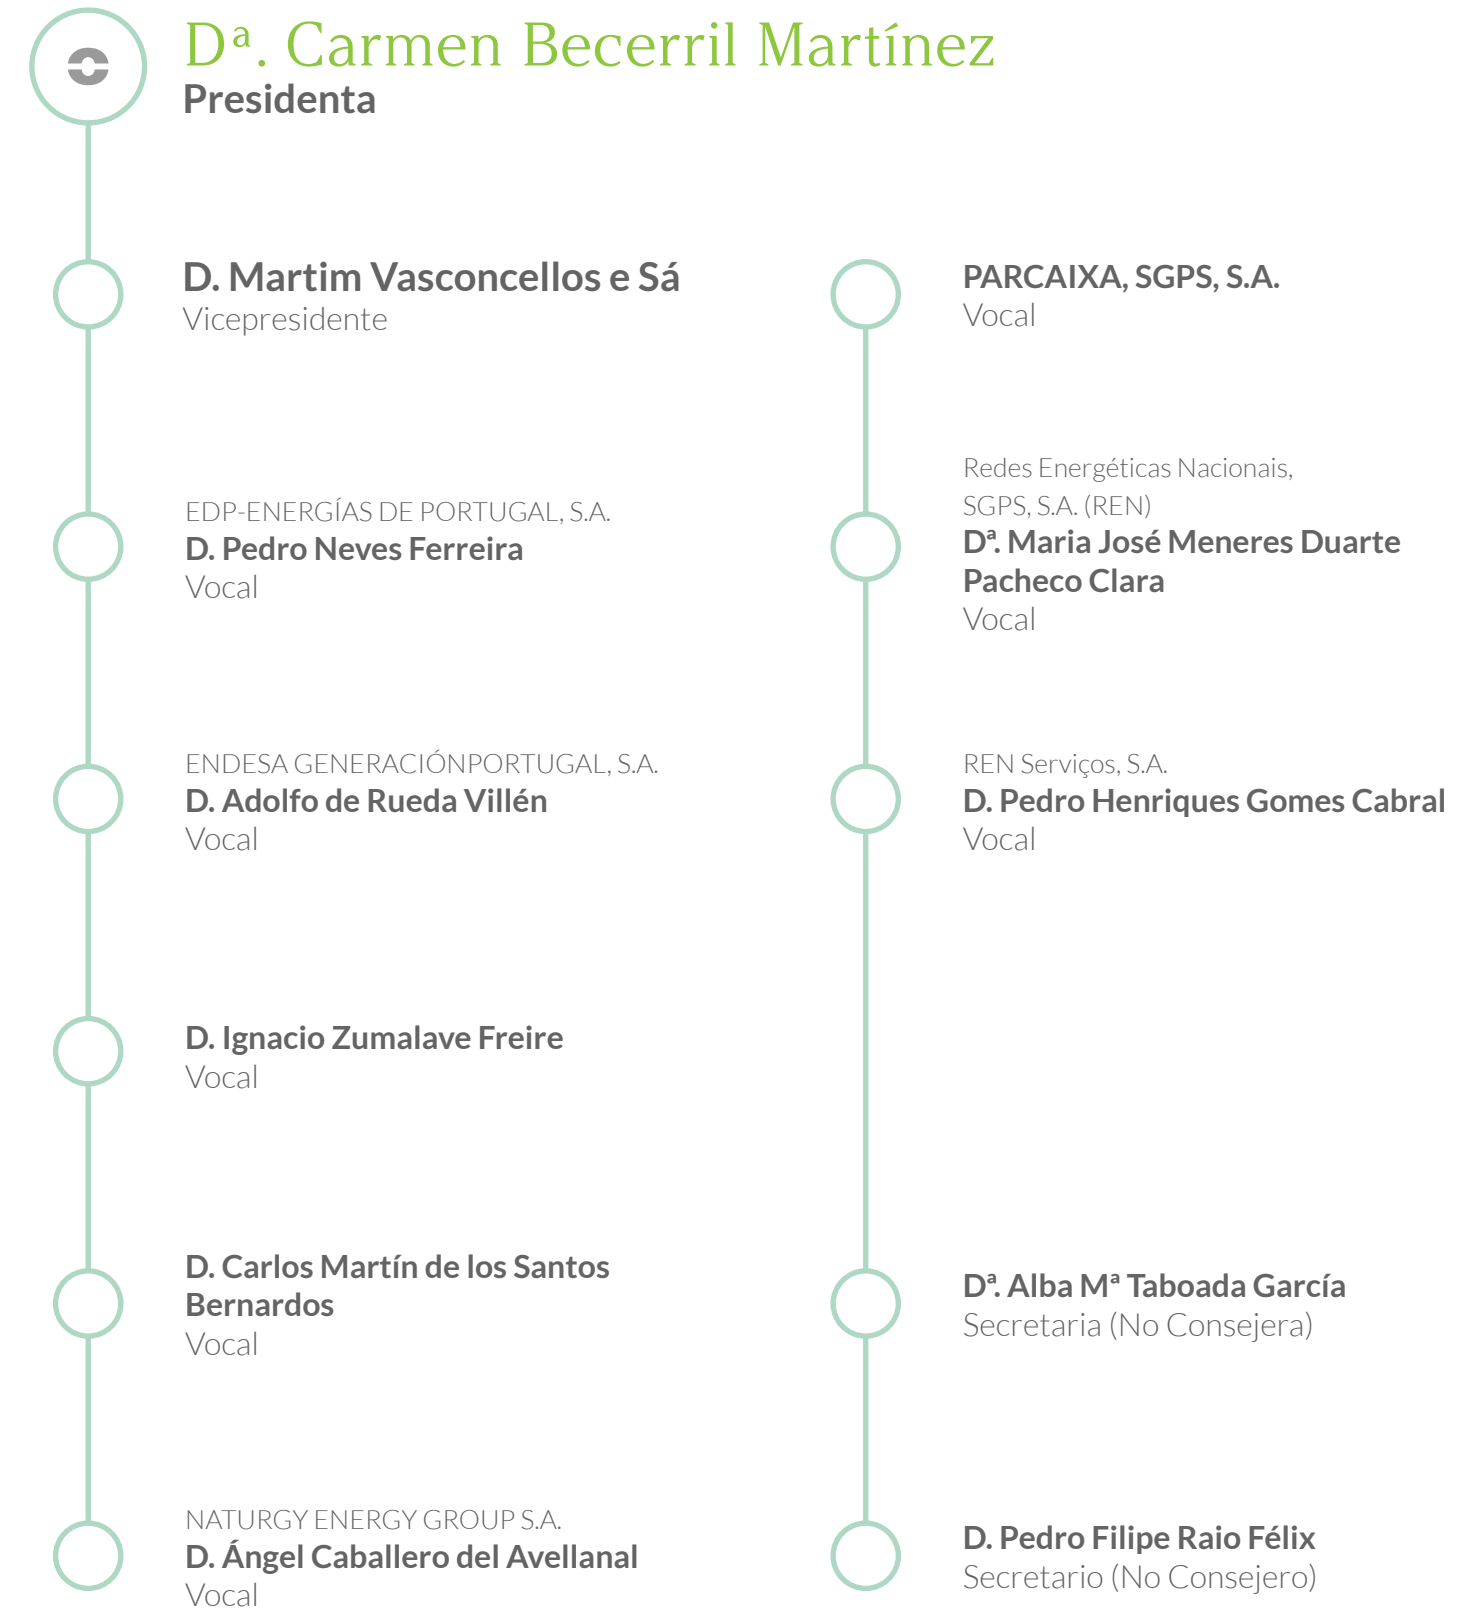 Dª. Carmen Becerril Martínez
Presidenta
D. Martim Vasconcellos e Sá
Vicepresidente
EDP-ENERGÍAS DE PORTUGAL, S.A.
D. Pedro Neves Ferreira
Vocal
ENDESA GENERACIÓNPORTUGAL, S.A.
D. Adolfo de Rueda Villén
Vocal
D. Ignacio Zumalave Freire
Vocal
D. Carlos Martín de los Santos
Bernardos
Vocal
NATURGY ENERGY GROUP S.A.
D. Ángel Caballero del Avellanal
Vocal
PARCAIXA, SGPS, S.A.
Vocal
Redes Energéticas Nacionais,
SGPS, S.A. (REN)
Dª. Maria José Meneres Duarte
Pacheco Clara
Vocal
REN Serviços, S.A.
D. Pedro Henriques Gomes Cabral
Vocal
Dª. Alba Mª Taboada García
Secretaria (No Consejera)
D. Pedro Filipe Raio Félix
Secretario (No Consejero)